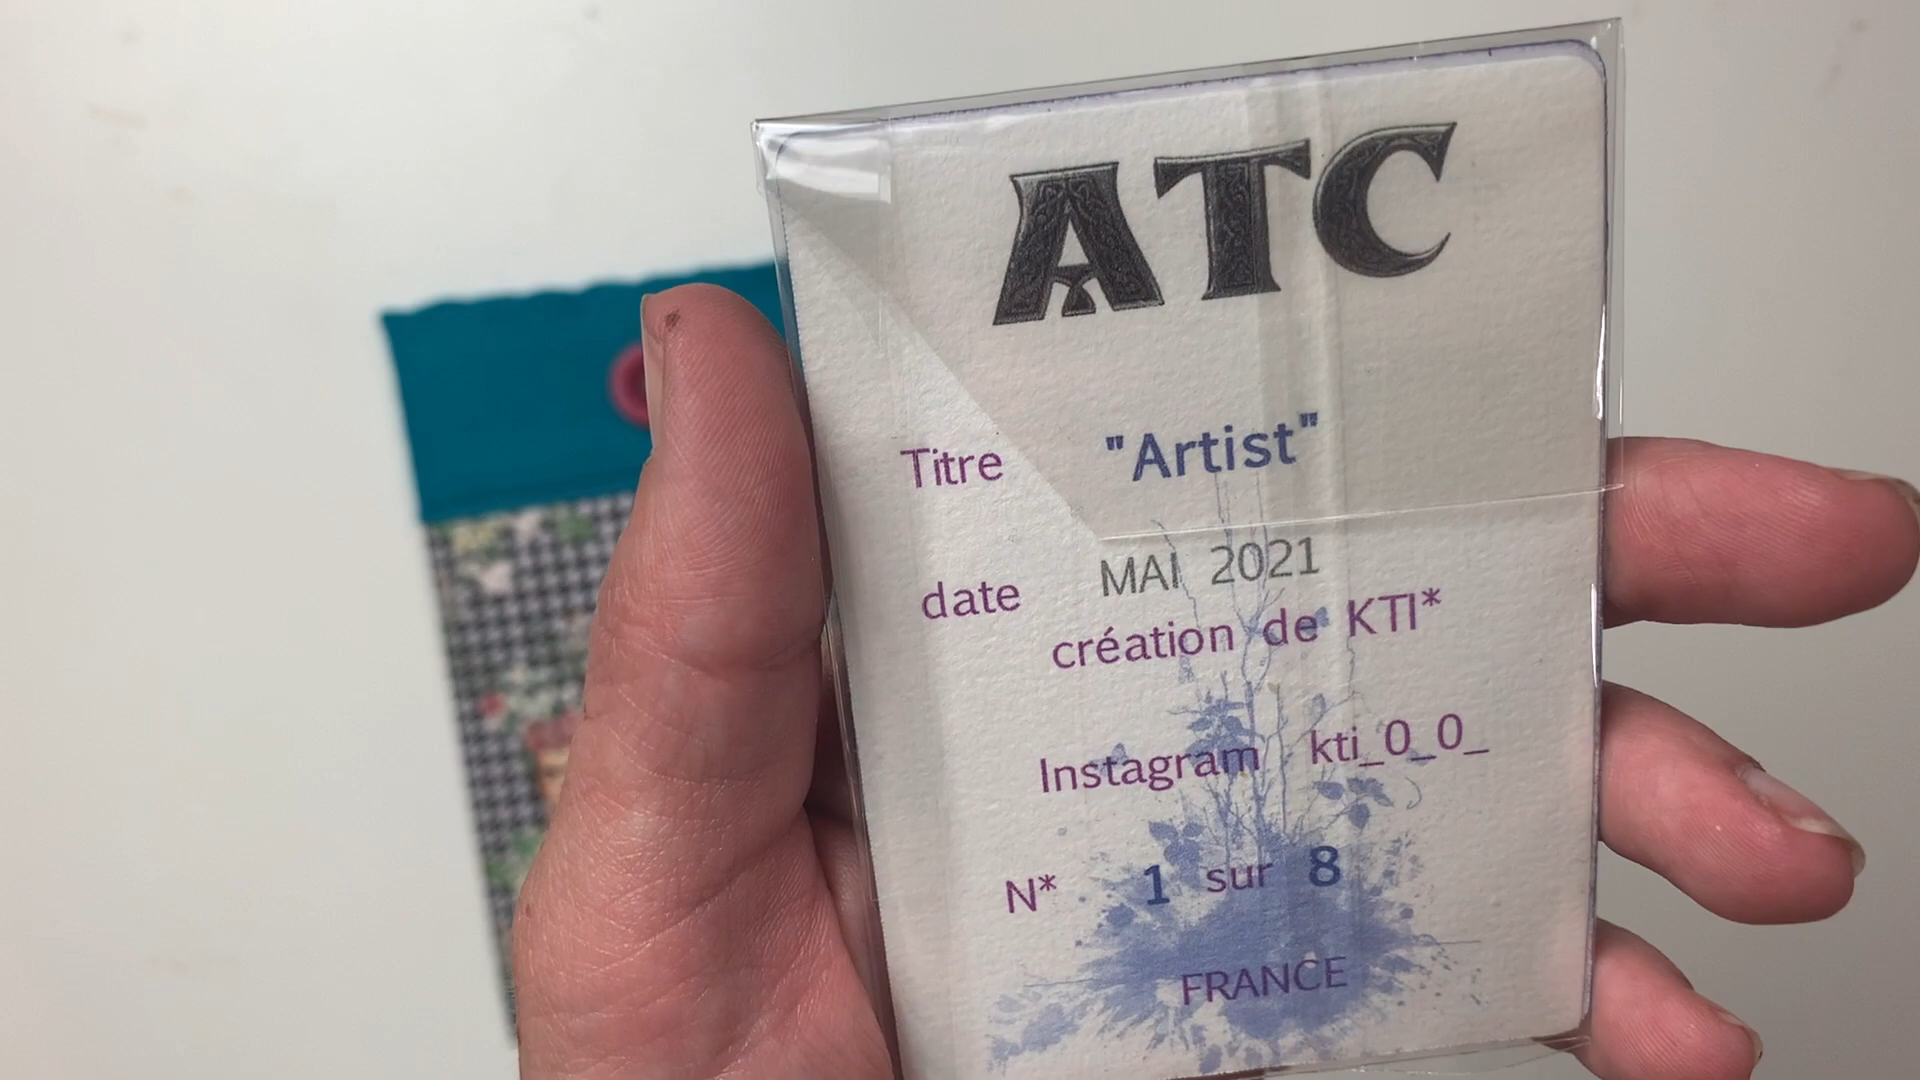 ATC
Titre "Artist"
date MAI 2021
création de KTI*
Instagram kti_0_0_
N* 1 sur 8
FRANCE